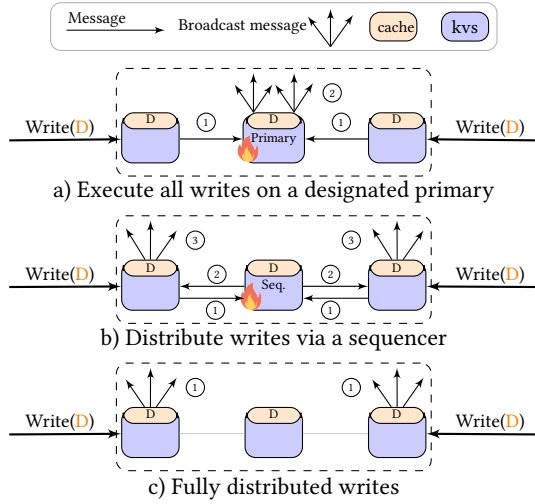 Message
Broadcast message
cache
kvs
D D D
1 1 2
Primary
Write(D) Write(D)
a) Execute all writes on a designated primary
D D D
3 3
2 2
1 1
Seq.
Write(D) Write(D)
b) Distribute writes via a sequencer
1 1
D D D
Write(D) Write(D)
c) Fully distributed writes